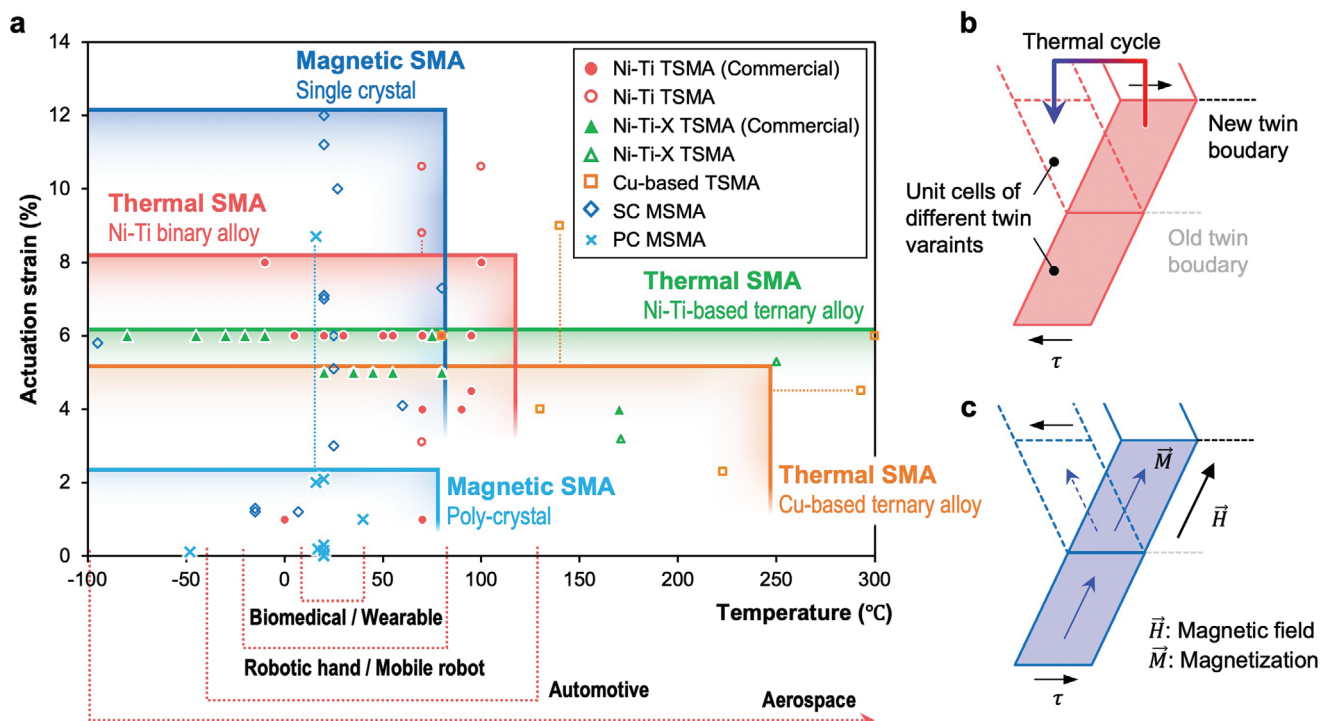 a
14
12
10
8
6
4
2
0
Actuation strain (%)
-100
-50
0
50
100
150
200
250
300
Temperature (℃)
Magnetic SMA
Single crystal
Thermal SMA
Ni-Ti binary alloy
Thermal SMA
Ni-Ti-based ternary alloy
Magnetic SMA
Poly-crystal
Thermal SMA
Cu-based ternary alloy
Ni-Ti TSMA (Commercial)
Ni-Ti TSMA
Ni-Ti-X TSMA (Commercial)
Ni-Ti-X TSMA
Cu-based TSMA
SC MSMA
PC MSMA
Biomedical / Wearable
Robotic hand / Mobile robot
Automotive
Aerospace
b
Thermal cycle
New twin
boudary
Unit cells of
different twin
varaints
Old twin
boudary
τ
c
M⃗
H⃗
H⃗: Magnetic field
M⃗: Magnetization
τ